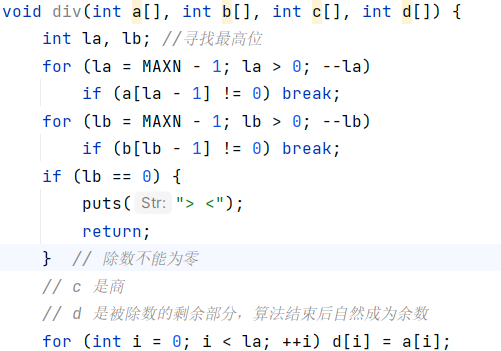 void div(int a[], int b[], int c[], int d[]) {
    int la, lb; //寻找最高位
    for (la = MAXN - 1; la > 0; --la)
        if (a[la - 1] != 0) break;
    for (lb = MAXN - 1; lb > 0; --lb)
        if (b[lb - 1] != 0) break;
    if (lb == 0) {
        puts( Str: "> <");
        return;
    }  // 除数不能为零
    // c 是商
    // d 是被除数的剩余部分，算法结束后自然成为余数
    for (int i = 0; i < la; ++i) d[i] = a[i];